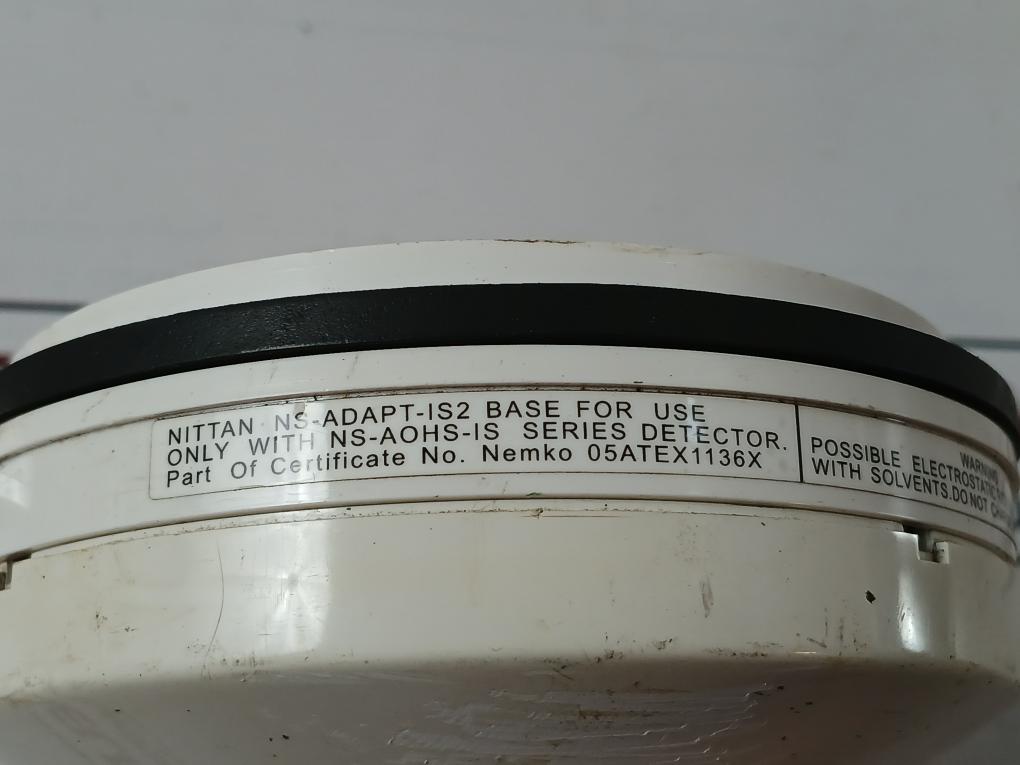 NITTAN NS-ADAPT-IS2 BASE FOR USE
ONLY WITH NS-AOHS-IS SERIES DETECTOR.
Part Of Certificate No. Nemko 05ATEX1136X
WARNING
POSSIBLE ELECTROSTATIC
WITH SOLVENTS.DO NOT